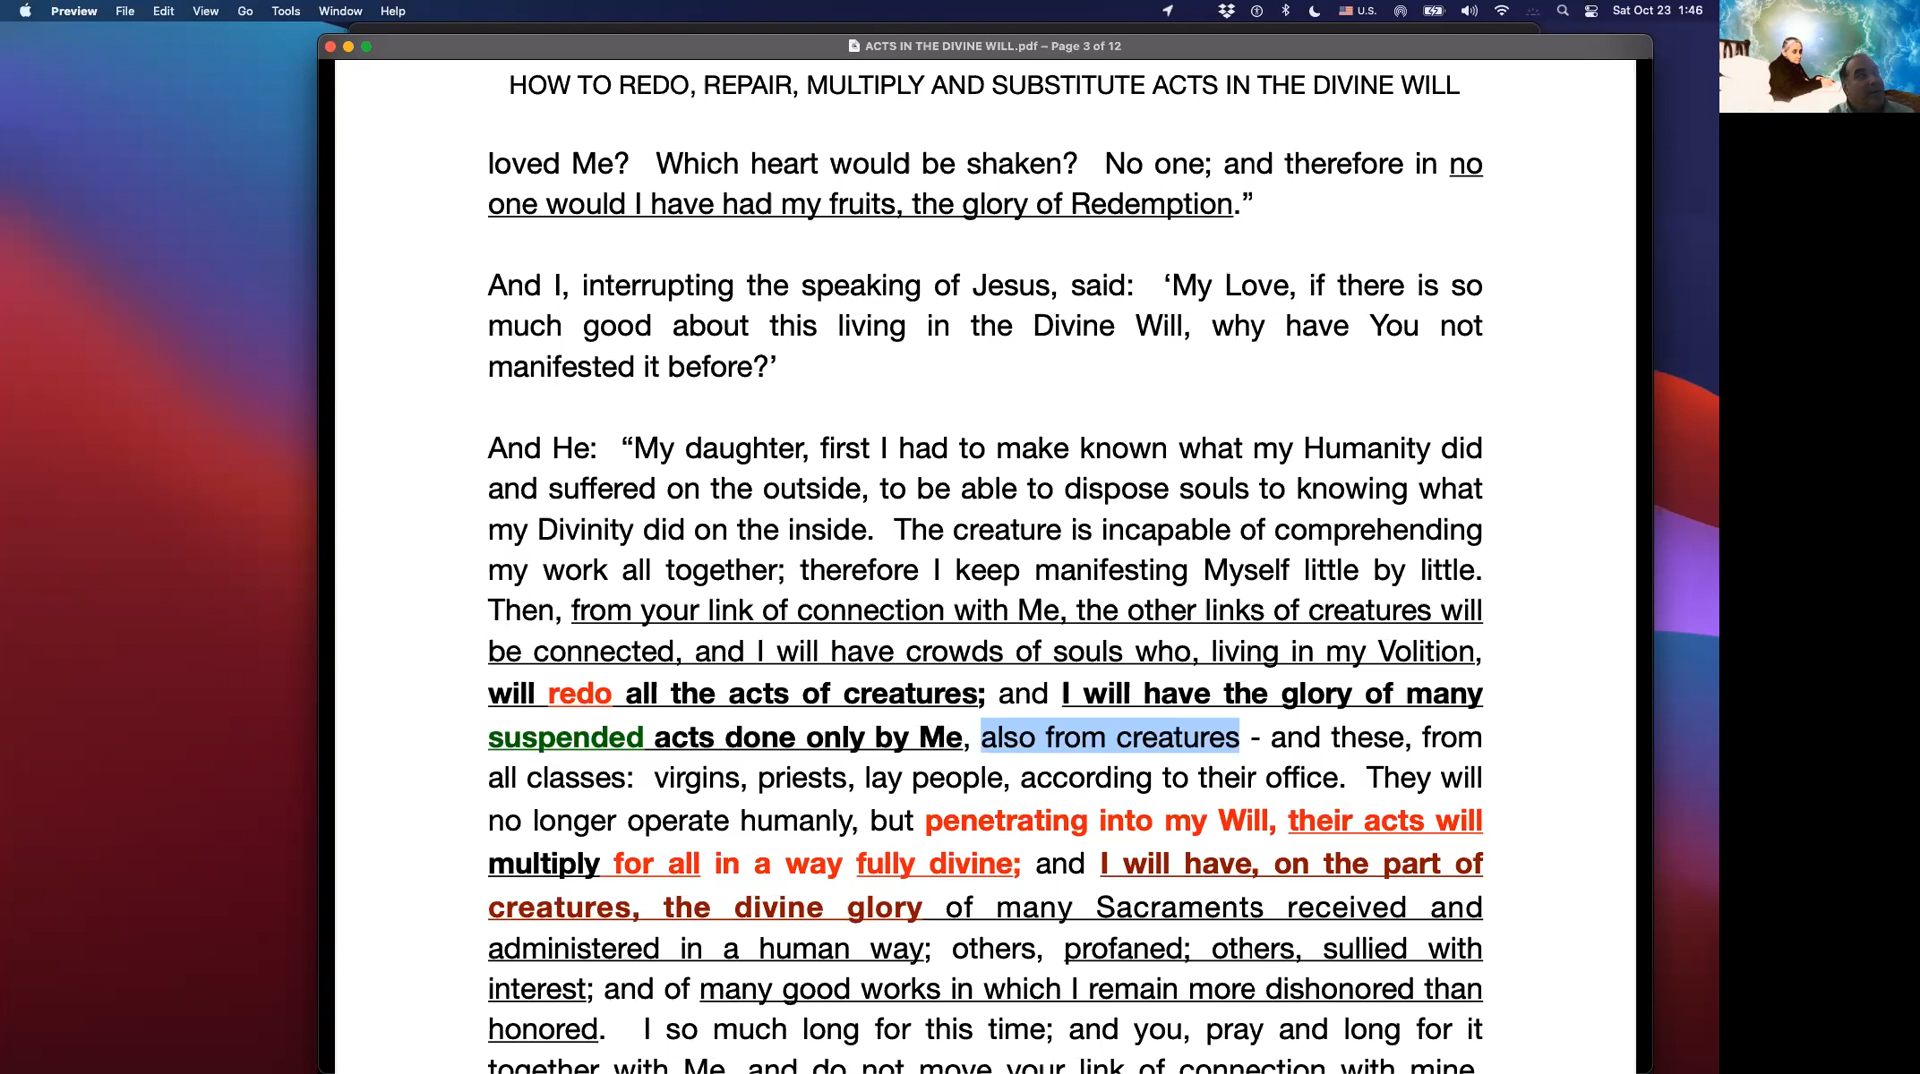 Preview File Edit View Go Tools Window Help U.S. Sat Oct 23 1:46
ACTS IN THE DIVINE WILL.pdf – Page 3 of 12
HOW TO REDO, REPAIR, MULTIPLY AND SUBSTITUTE ACTS IN THE DIVINE WILL
loved Me? Which heart would be shaken? No one; and therefore in no
one would I have had my fruits, the glory of Redemption.”
And I, interrupting the speaking of Jesus, said: ‘My Love, if there is so
much good about this living in the Divine Will, why have You not
manifested it before?’
And He: “My daughter, first I had to make known what my Humanity did
and suffered on the outside, to be able to dispose souls to knowing what
my Divinity did on the inside. The creature is incapable of comprehending
my work all together; therefore I keep manifesting Myself little by little.
Then, from your link of connection with Me, the other links of creatures will
be connected, and I will have crowds of souls who, living in my Volition,
will redo all the acts of creatures; and I will have the glory of many
suspended acts done only by Me, also from creatures - and these, from
all classes: virgins, priests, lay people, according to their office. They will
no longer operate humanly, but penetrating into my Will, their acts will
multiply for all in a way fully divine; and I will have, on the part of
creatures, the divine glory of many Sacraments received and
administered in a human way; others, profaned; others, sullied with
interest; and of many good works in which I remain more dishonored than
honored. I so much long for this time; and you, pray and long for it
together with Me, and do not move your link of connection with mine,